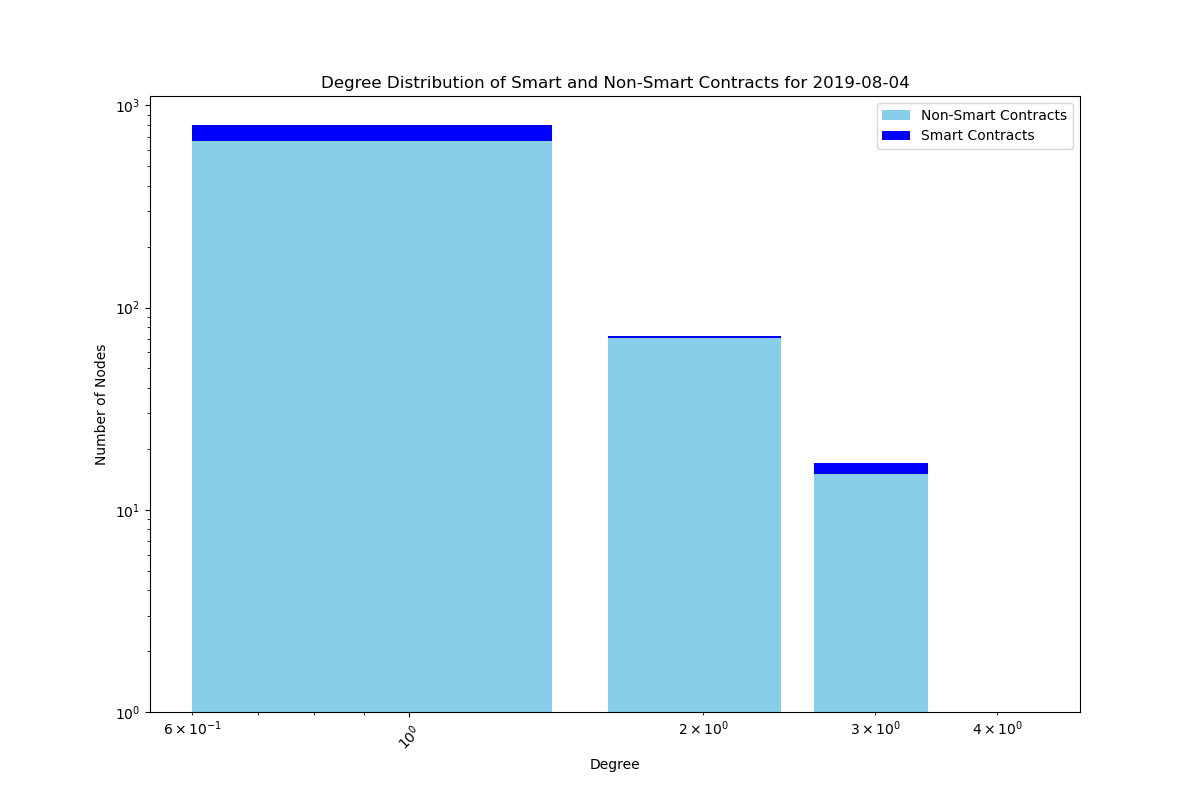 Degree Distribution of Smart and Non-Smart Contracts for 2019-08-04
Non-Smart Contracts
Smart Contracts
Number of Nodes
10³
10²
10¹
10⁰
6 × 10⁻¹
10⁰
2 × 10⁰
3 × 10⁰
4 × 10⁰
Degree